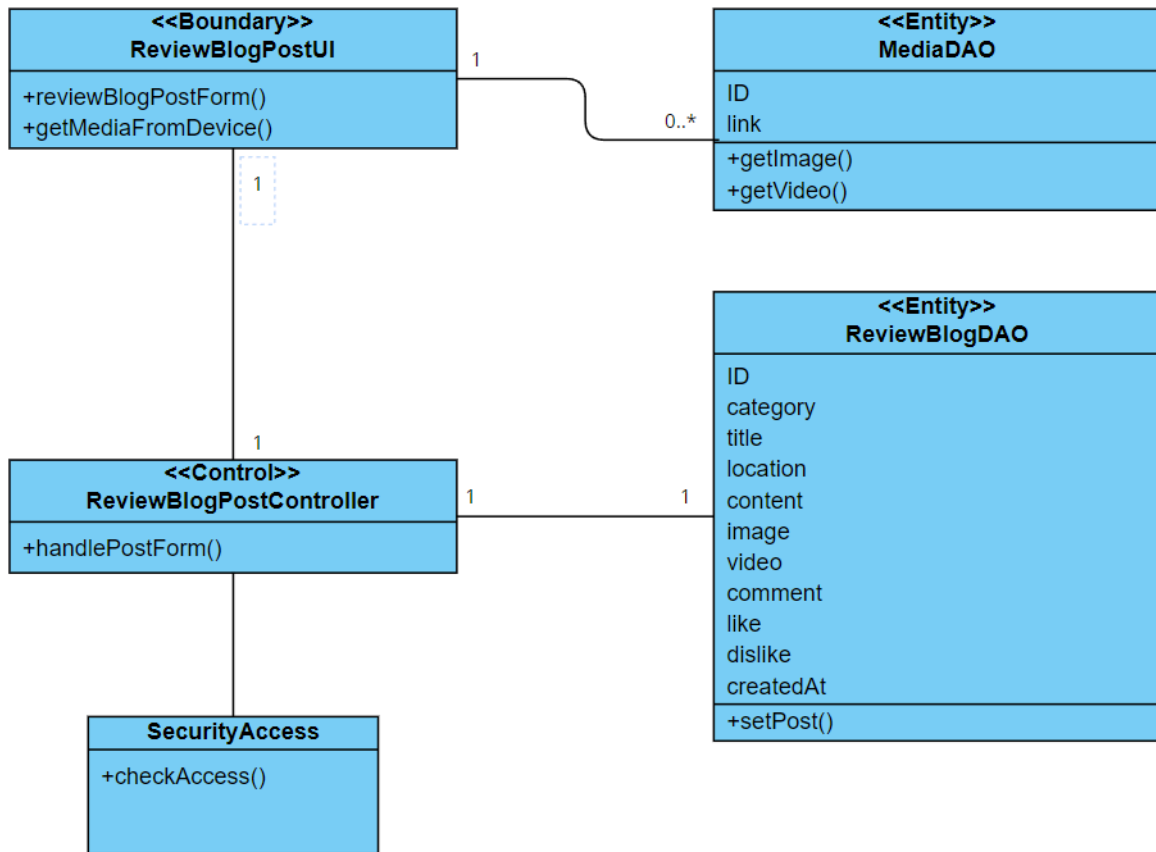 <<Boundary>>
ReviewBlogPostUI
+reviewBlogPostForm()
+getMediaFromDevice()
1
0..*
<<Entity>>
MediaDAO
ID
link
+getImage()
+getVideo()
1
1
<<Control>>
ReviewBlogPostController
+handlePostForm()
1
1
<<Entity>>
ReviewBlogDAO
ID
category
title
location
content
image
video
comment
like
dislike
createdAt
+setPost()
SecurityAccess
+checkAccess()